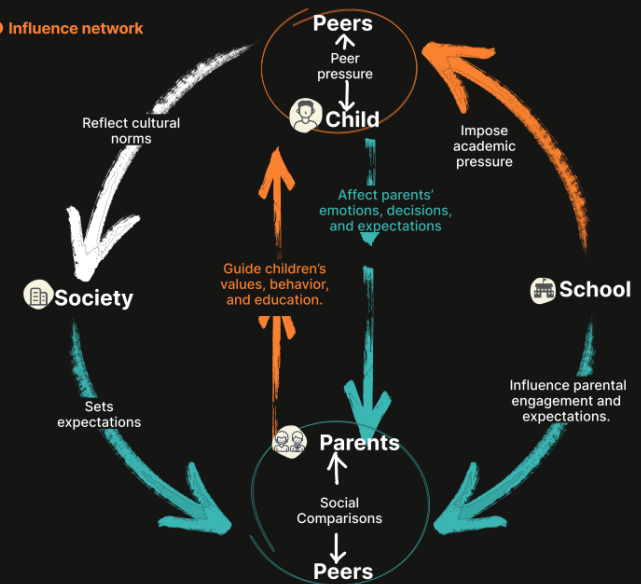 Influence network
Peers
Peer
pressure
Child
Reflect cultural
norms
Impose
academic
pressure
Affect parents'
emotions, decisions,
and expectations
Guide children's
values, behavior,
and education.
Society
School
Sets
expectations
Influence parental
engagement and
expectations.
Parents
Social
Comparisons
Peers